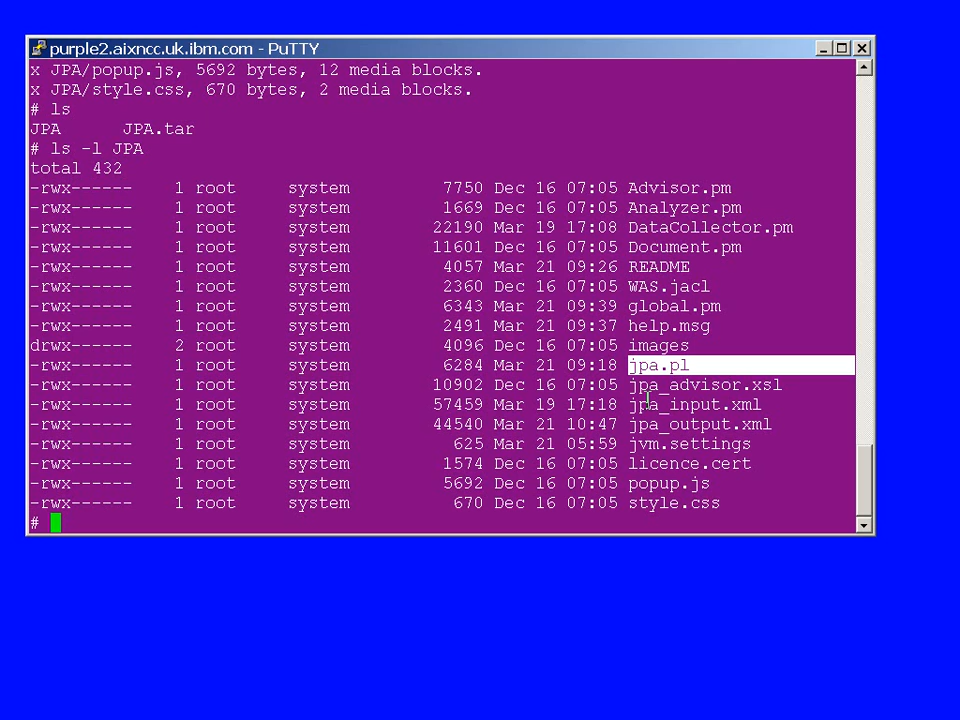 purple2.aixncc.uk.ibm.com - PuTTY
x JPA/popup.js, 5692 bytes, 12 media blocks.
x JPA/style.css, 670 bytes, 2 media blocks.
# ls
JPA      JPA.tar
# ls -l JPA
total 432
-rwx------    1 root     system         7750 Dec 16 07:05 Advisor.pm
-rwx------    1 root     system         1669 Dec 16 07:05 Analyzer.pm
-rwx------    1 root     system        22190 Mar 19 17:08 DataCollector.pm
-rwx------    1 root     system        11601 Dec 16 07:05 Document.pm
-rwx------    1 root     system         4057 Mar 21 09:26 README
-rwx------    1 root     system         2360 Dec 16 07:05 WAS.jacl
-rwx------    1 root     system         6343 Mar 21 09:39 global.pm
-rwx------    1 root     system         2491 Mar 21 09:37 help.msg
drwx------    2 root     system         4096 Dec 16 07:05 images
-rwx------    1 root     system         6284 Mar 21 09:18 jpa.pl
-rwx------    1 root     system        10902 Dec 16 07:05 jpa_advisor.xsl
-rwx------    1 root     system        57459 Mar 19 17:18 jpa_input.xml
-rwx------    1 root     system        44540 Mar 21 10:47 jpa_output.xml
-rwx------    1 root     system          625 Mar 21 05:59 jvm.settings
-rwx------    1 root     system         1574 Dec 16 07:05 licence.cert
-rwx------    1 root     system         5692 Dec 16 07:05 popup.js
-rwx------    1 root     system          670 Dec 16 07:05 style.css
#